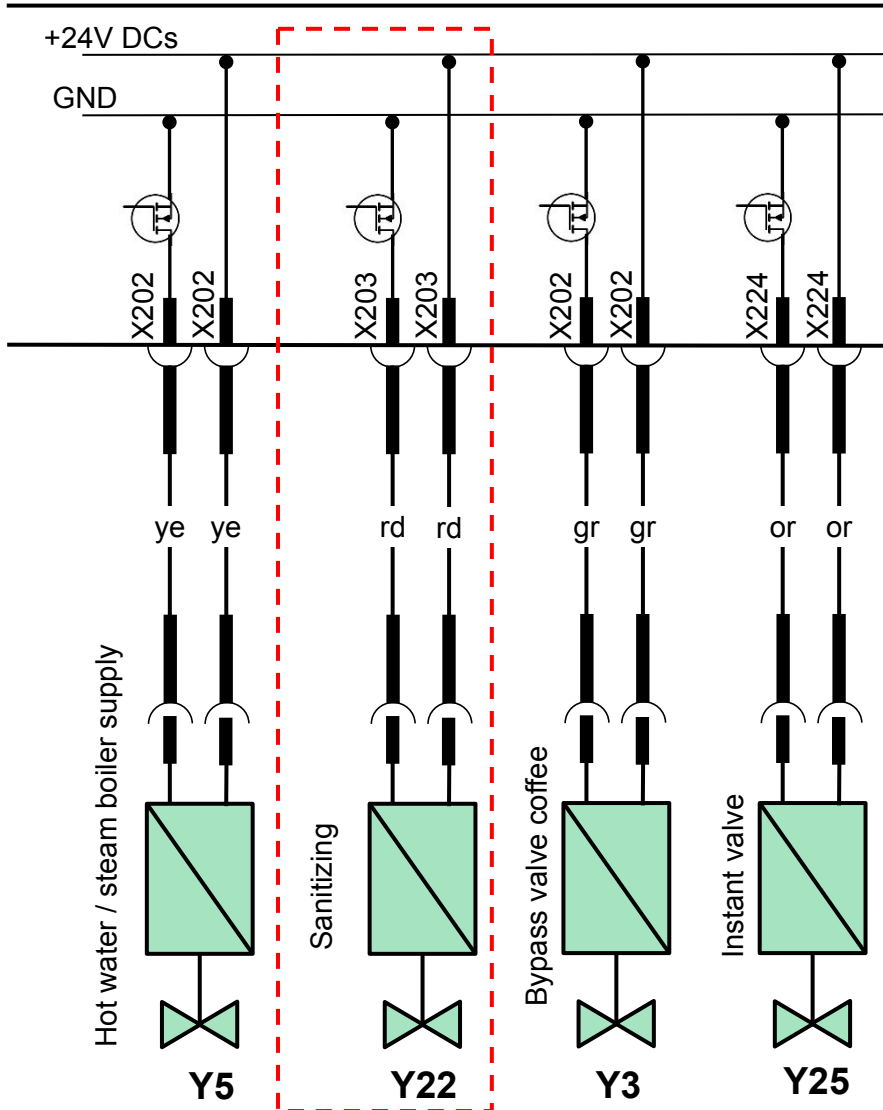 +24V DCs
GND
X202 X202 X203 X203 X202 X202 X224 X224
ye ye rd rd gr gr or or
Hot water / steam boiler supply
Sanitizing
Bypass valve coffee
Instant valve
Y5 Y22 Y3 Y25